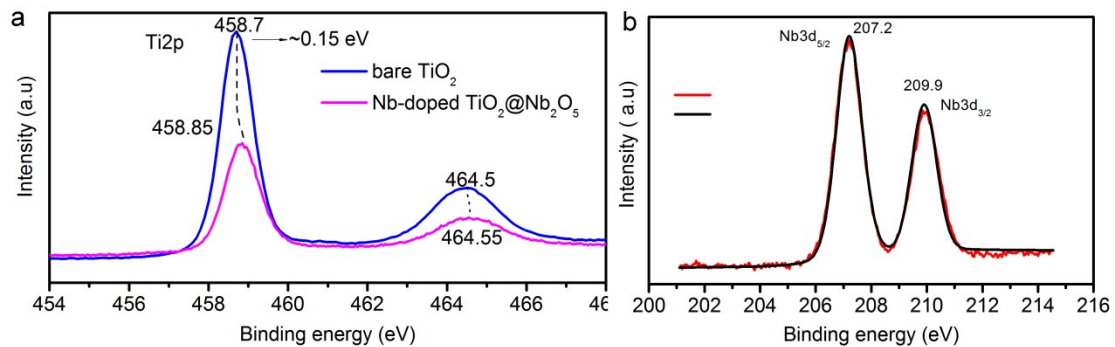 a
Ti2p
458.7
~0.15 eV
bare TiO₂
Nb-doped TiO₂@Nb₂O₅
458.85
464.5
464.55
Intensity (a.u)
454 456 458 460 462 464 46
Binding energy (eV)
b
Nb3d₅/₂
207.2
209.9
Nb3d₃/₂
Intensity ( a.u)
200 202 204 206 208 210 212 214 216
Binding energy (eV)